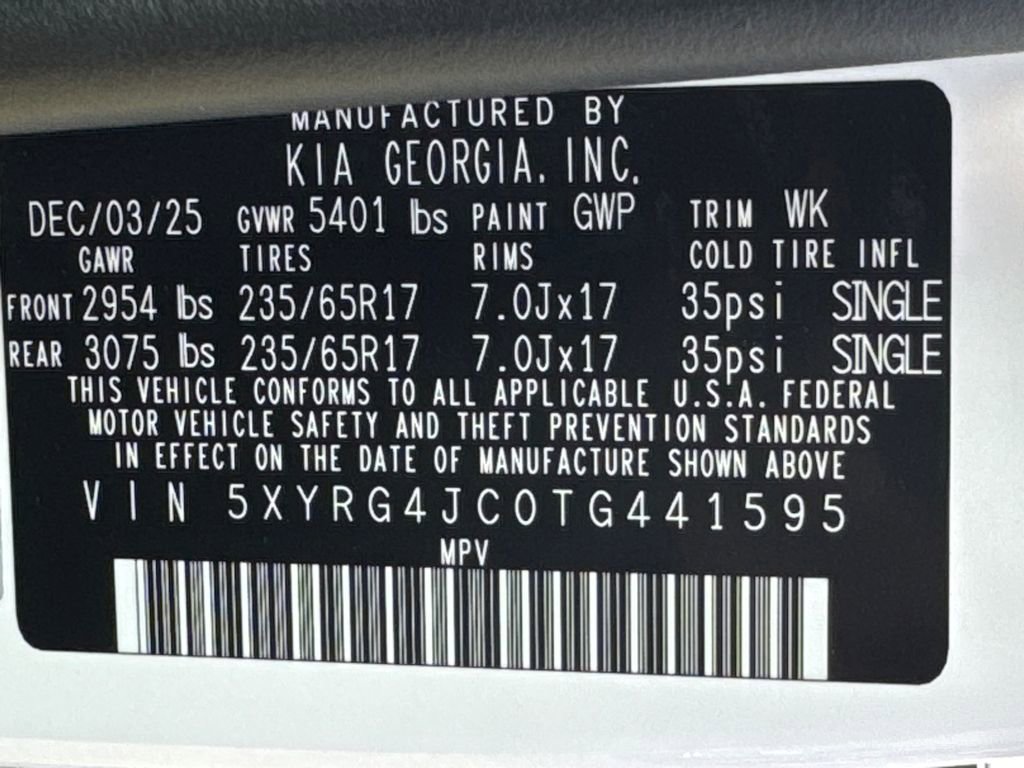 MANUFACTURED BY
KIA GEORGIA, INC.
DEC/03/25 GVWR 5401 lbs PAINT GWP TRIM WK
GAWR TIRES RIMS COLD TIRE INFL
FRONT 2954 lbs 235/65R17 7.0Jx17 35psi SINGLE
REAR 3075 lbs 235/65R17 7.0Jx17 35psi SINGLE
THIS VEHICLE CONFORMS TO ALL APPLICABLE U.S.A. FEDERAL
MOTOR VEHICLE SAFETY AND THEFT PREVENTION STANDARDS
IN EFFECT ON THE DATE OF MANUFACTURE SHOWN ABOVE
VIN 5XYRG4JC0TG441595
MPV